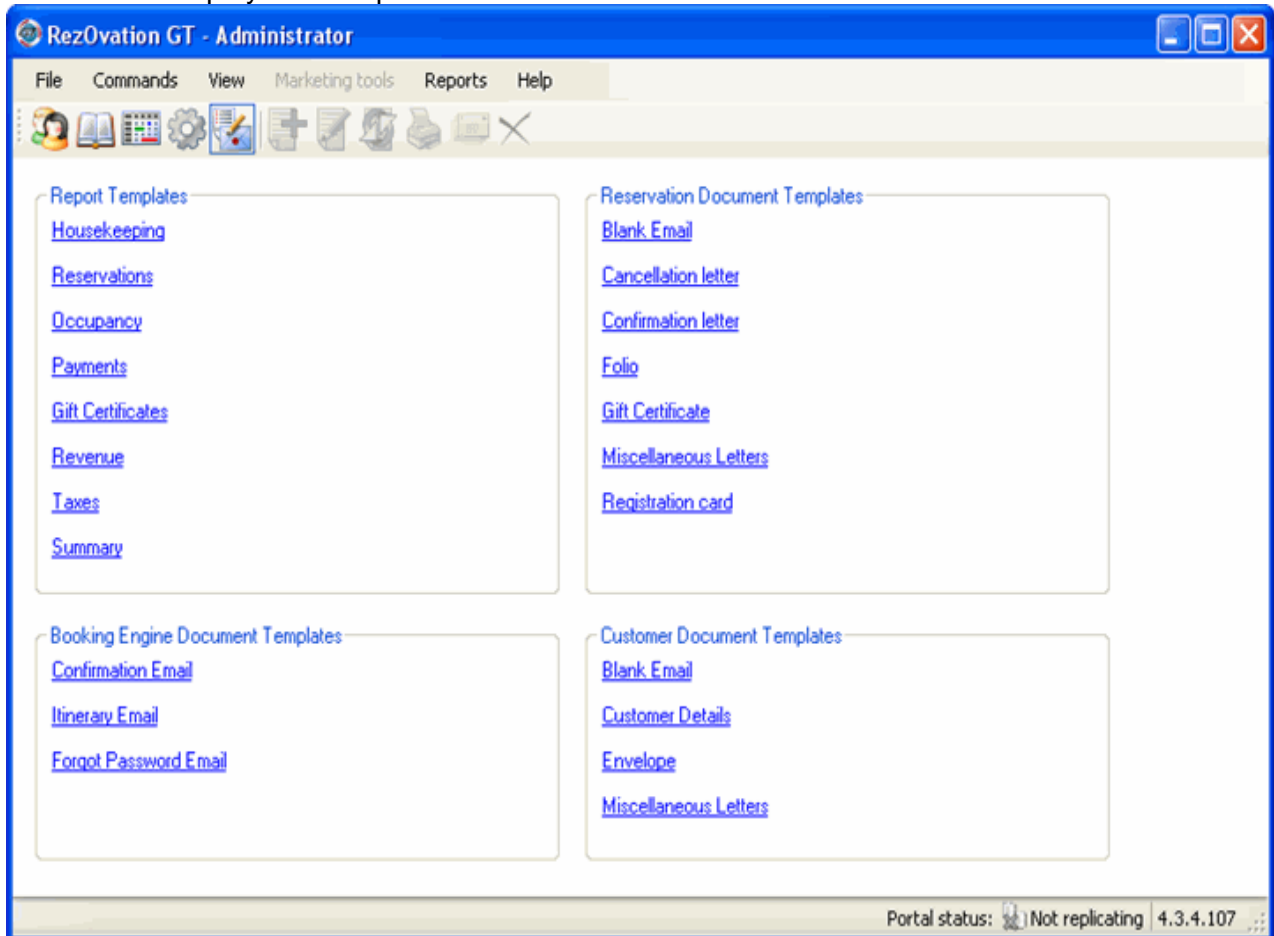 RezOvation GT - Administrator
File Commands View Marketing tools Reports Help
Report Templates
Housekeeping
Reservations
Occupancy
Payments
Gift Certificates
Revenue
Taxes
Summary
Reservation Document Templates
Blank Email
Cancellation letter
Confirmation letter
Folio
Gift Certificate
Miscellaneous Letters
Registration card
Booking Engine Document Templates
Confirmation Email
Itinerary Email
Forgot Password Email
Customer Document Templates
Blank Email
Customer Details
Envelope
Miscellaneous Letters
Portal status: Not replicating 4.3.4.107